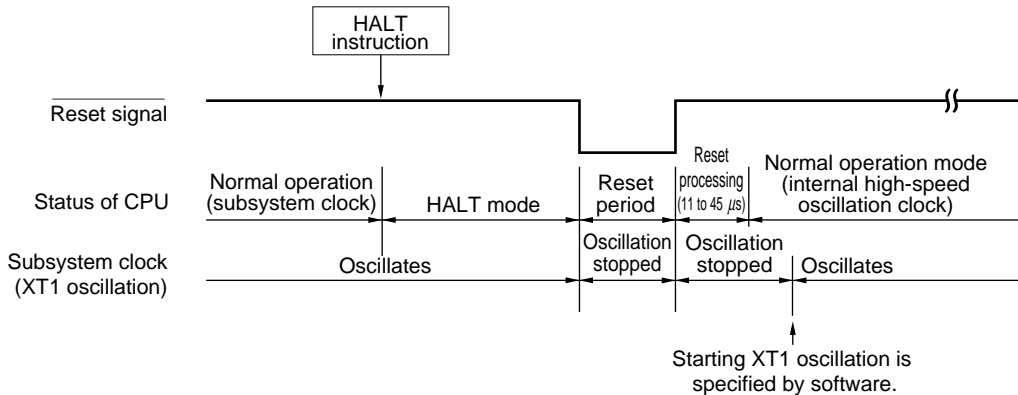 HALT
instruction
Reset signal
Status of CPU
Normal operation
(subsystem clock)
HALT mode
Reset
period
Reset
processing
(11 to 45 μs)
Normal operation mode
(internal high-speed
oscillation clock)
Subsystem clock
(XT1 oscillation)
Oscillates
Oscillation
stopped
Oscillation
stopped
Oscillates
Starting XT1 oscillation is
specified by software.